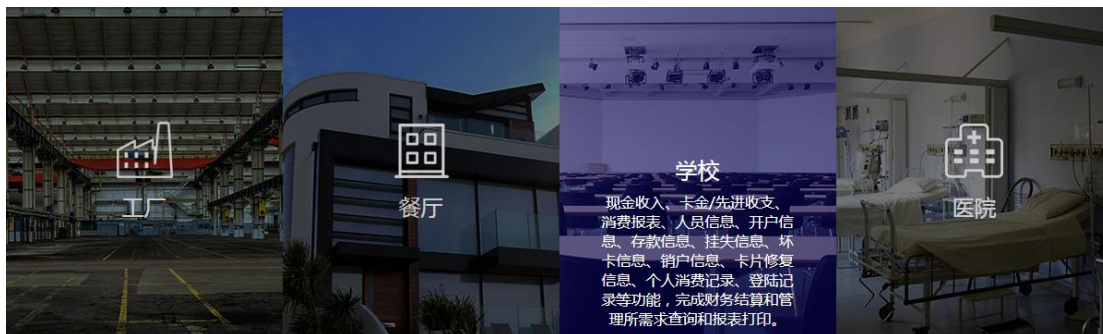 工厂
餐厅
学校
现金收入、卡金/先进收支、
消费报表、人员信息、开户信
息、存款信息、挂失信息、坏
卡信息、销户信息、卡片修复
信息、个人消费记录、登陆记
录等功能，完成财务结算和管
理所需求查询和报表打印。
医院